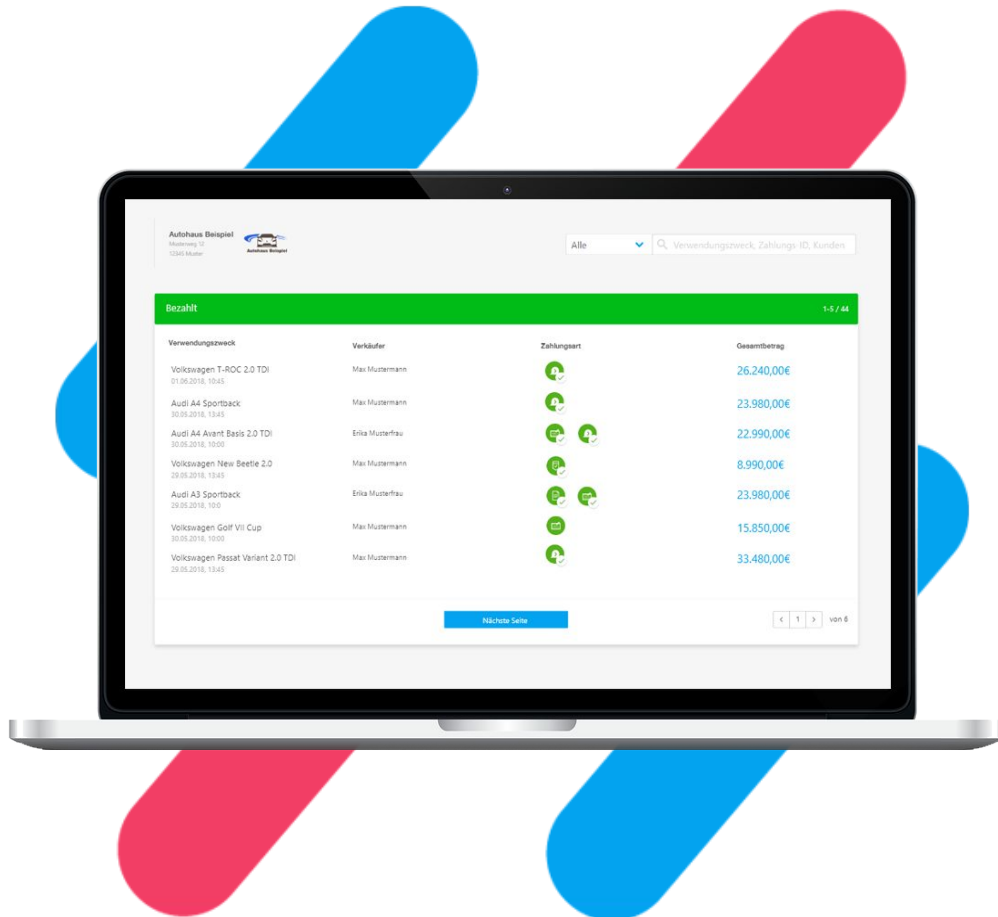 Autohaus Beispiel
Musterweg 12
12345 Muster
Autohaus Beispiel
Alle
Verwendungszweck, Zahlungs-ID, Kunden
Bezahlt 1-5 / 44
Verwendungszweck Verkäufer Zahlungsart Gesamtbetrag
Volkswagen T-ROC 2.0 TDI Max Mustermann 26.240,00€
01.06.2018, 10:45
Audi A4 Sportback Max Mustermann 23.980,00€
30.05.2018, 13:45
Audi A4 Avant Basis 2.0 TDI Erika Musterfrau 22.990,00€
30.05.2018, 10:00
Volkswagen New Beetle 2.0 Max Mustermann 8.990,00€
29.05.2018, 13:45
Audi A3 Sportback Erika Musterfrau 23.980,00€
29.05.2018, 10:0
Volkswagen Golf VII Cup Max Mustermann 15.850,00€
30.05.2018, 10:00
Volkswagen Passat Variant 2.0 TDI Max Mustermann 33.480,00€
29.05.2018, 13:45
Nächste Seite
< 1 > von 6